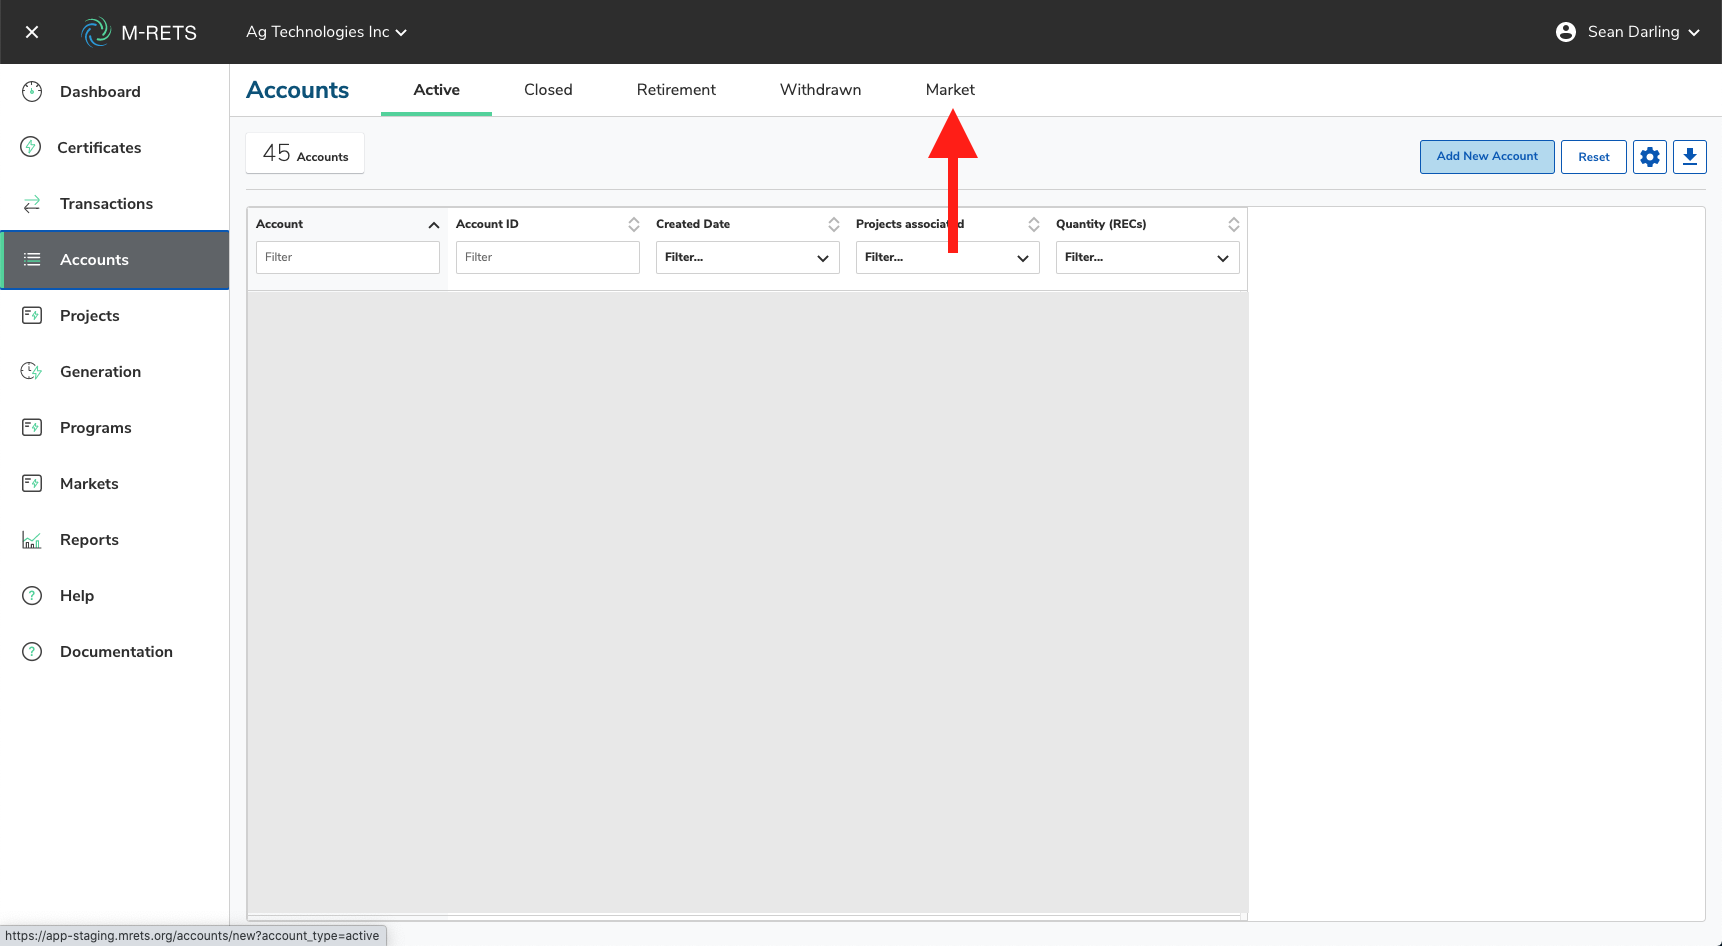 M-RETS
Ag Technologies Inc
Sean Darling
Dashboard
Certificates
Transactions
Accounts
Projects
Generation
Programs
Markets
Reports
Help
Documentation
Accounts
Active
Closed
Retirement
Withdrawn
Market
45 Accounts
Add New Account
Reset
Account
Account ID
Created Date
Projects associated
Quantity (RECs)
Filter
Filter
Filter...
Filter...
Filter...
https://app-staging.mrets.org/accounts/new?account_type=active